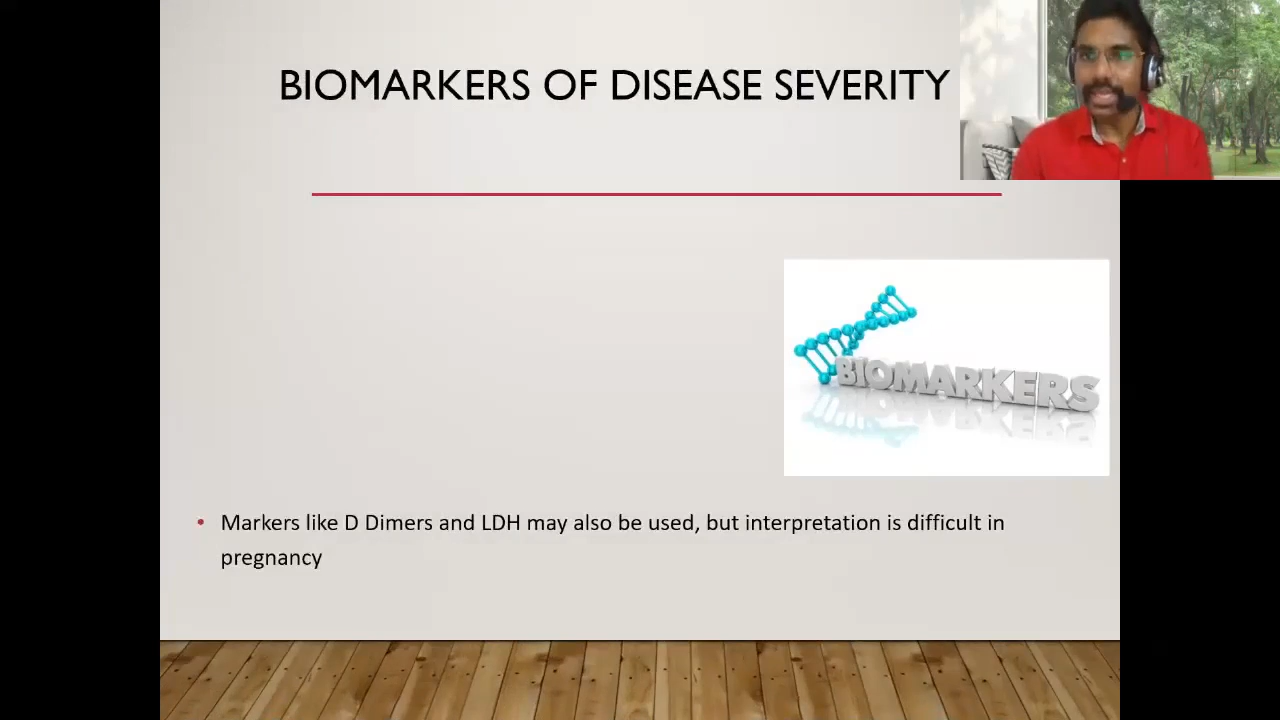 BIOMARKERS OF DISEASE SEVERITY
BIOMARKERS
• Markers like D Dimers and LDH may also be used, but interpretation is difficult in
pregnancy